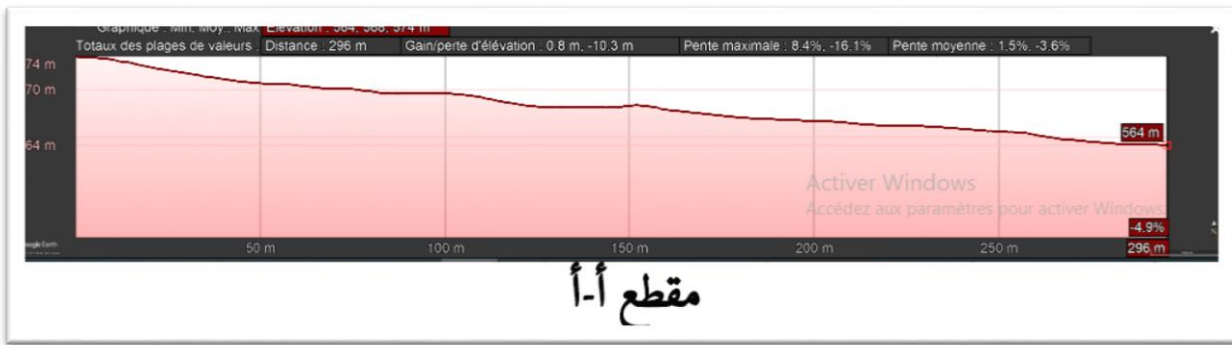 Graphique : Min, Moy., Max Élévation : 564, 568, 574 m
Totaux des plages de valeurs : Distance : 296 m Gain/perte d'élévation : 0.8 m, -10.3 m Pente maximale : 8.4%, -16.1% Pente moyenne : 1.5%, -3.6%
74 m
70 m
64 m
564 m
Activer Windows
Accédez aux paramètres pour activer Windows.
-4.9%
50 m 100 m 150 m 200 m 250 m 296 m
مقطع أ-أ